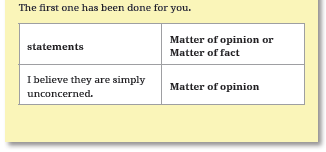 The first one has been done for you.
statements
Matter of opinion or
Matter of fact
I believe they are simply
unconcerned.
Matter of opinion